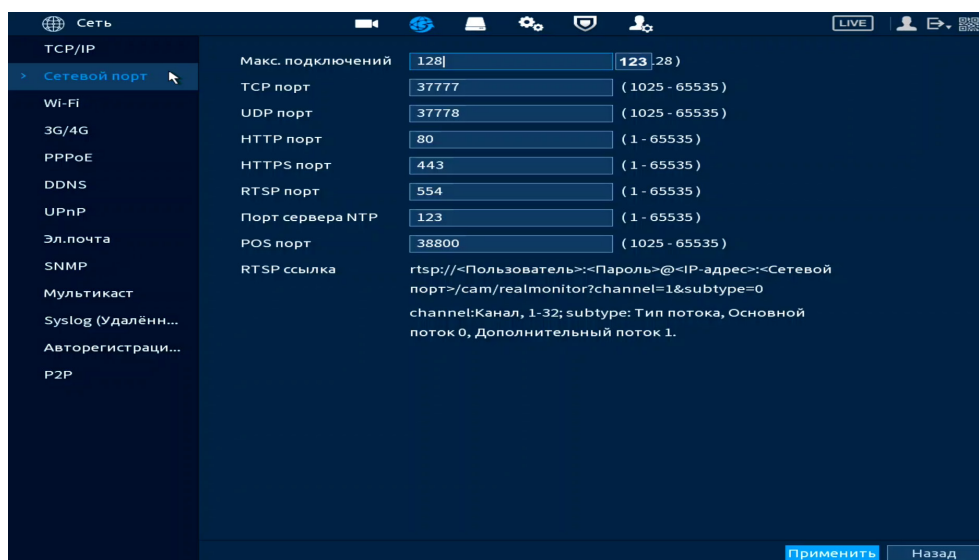 Сеть
LIVE
TCP/IP
> Сетевой порт
Wi-Fi
3G/4G
PPPoE
DDNS
UPnP
Эл.почта
SNMP
Мультикаст
Syslog (Удалённ...
Авторегистраци...
P2P
Макс. подключений 128 123 .28)
TCP порт 37777 (1025 - 65535)
UDP порт 37778 (1025 - 65535)
HTTP порт 80 (1 - 65535)
HTTPS порт 443 (1 - 65535)
RTSP порт 554 (1 - 65535)
Порт сервера NTP 123 (1 - 65535)
POS порт 38800 (1025 - 65535)
RTSP ссылка rtsp://<Пользователь>:<Пароль>@<IP-адрес>:<Сетевой
порт>/cam/realmonitor?channel=1&subtype=0
channel:Канал, 1-32; subtype: Тип потока, Основной
поток 0, Дополнительный поток 1.
Применить Назад